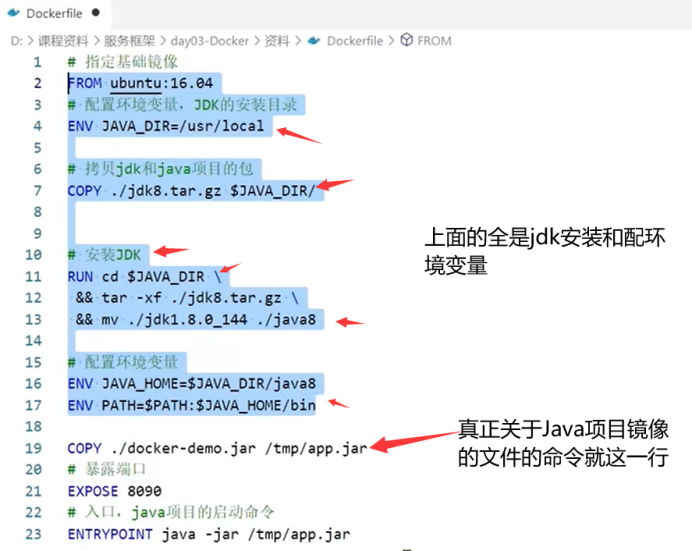 Dockerfile ●
D: > 课程资料 > 服务框架 > day03-Docker > 资料 > Dockerfile > FROM
1 # 指定基础镜像
2 FROM ubuntu:16.04
3 # 配置环境变量，JDK的安装目录
4 ENV JAVA_DIR=/usr/local
5
6 # 拷贝jdk和java项目的包
7 COPY ./jdk8.tar.gz $JAVA_DIR/
8
9
上面的全是jdk安装和配环
境变量
10 # 安装JDK
11 RUN cd $JAVA_DIR \
12 && tar -xf ./jdk8.tar.gz \
13 && mv ./jdk1.8.0_144 ./java8
14
15 # 配置环境变量
16 ENV JAVA_HOME=$JAVA_DIR/java8
17 ENV PATH=$PATH:$JAVA_HOME/bin
18
19 COPY ./docker-demo.jar /tmp/app.jar
真正关于Java项目镜像
的文件的命令就这一行
20 # 暴露端口
21 EXPOSE 8090
22 # 入口，java项目的启动命令
23 ENTRYPOINT java -jar /tmp/app.jar